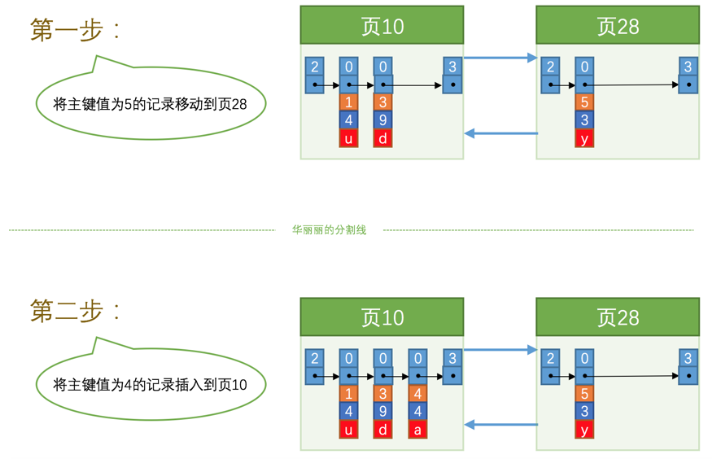 第一步：
将主键值为5的记录移动到页28
页10
页28
2 0 0 3
1 3
4 9
u d
2 0 3
5
3
y
华丽丽的分割线
第二步：
将主键值为4的记录插入到页10
页10
页28
2 0 0 0 3
1 3 4
4 9 4
u d a
2 0 3
5
3
y